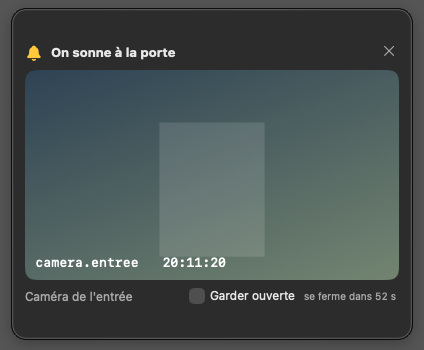 On sonne à la porte
camera.entree 20:11:20
Caméra de l'entrée Garder ouverte se ferme dans 52 s